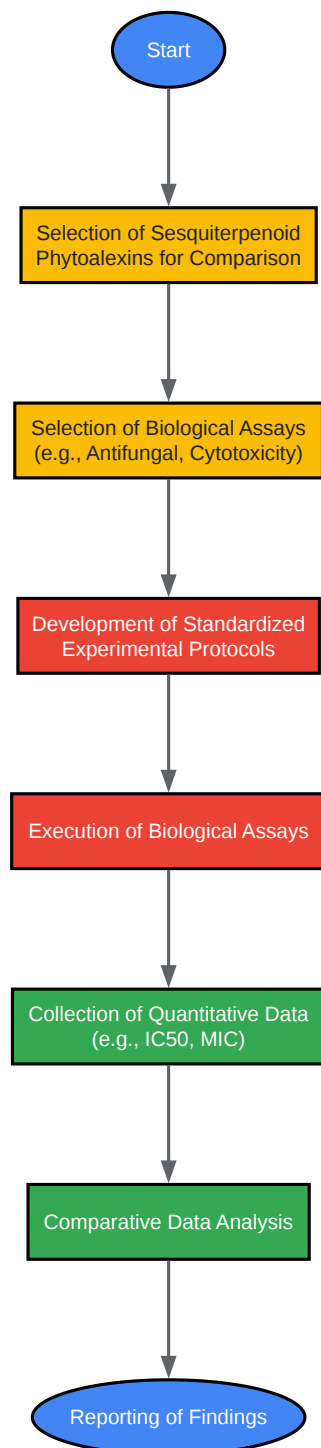 Start
Selection of Sesquiterpenoid
Phytoalexins for Comparison
Selection of Biological Assays
(e.g., Antifungal, Cytotoxicity)
Development of Standardized
Experimental Protocols
Execution of Biological Assays
Collection of Quantitative Data
(e.g., IC50, MIC)
Comparative Data Analysis
Reporting of Findings